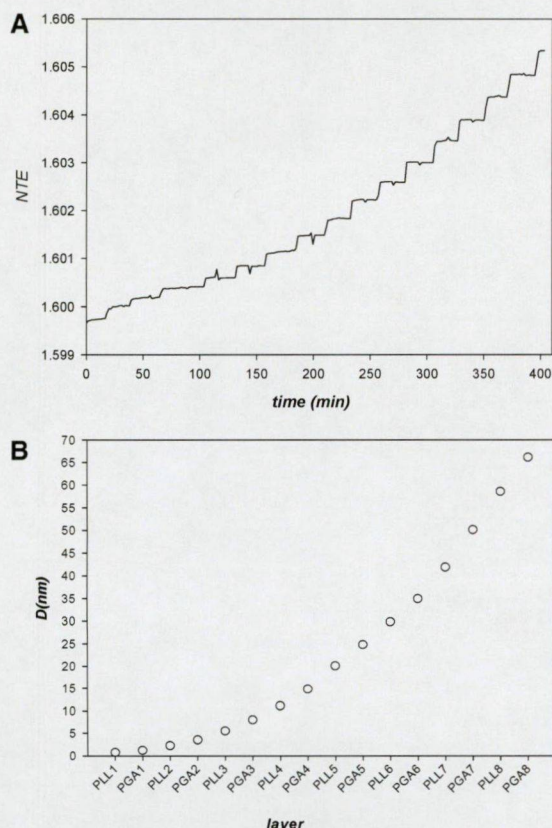 A
1.606
1.605
1.604
1.603
1.602
1.601
1.600
1.599
NTE
0 50 100 150 200 250 300 350 400
time (min)
B
70
65
60
55
50
45
40
35
30
25
20
15
10
5
0
D(nm)
PLL1 PGA1 PLL2 PGA2 PLL3 PGA3 PLL4 PGA4 PLL5 PGA5 PLL6 PGA6 PLL7 PGA7 PLL8 PGA8
layer